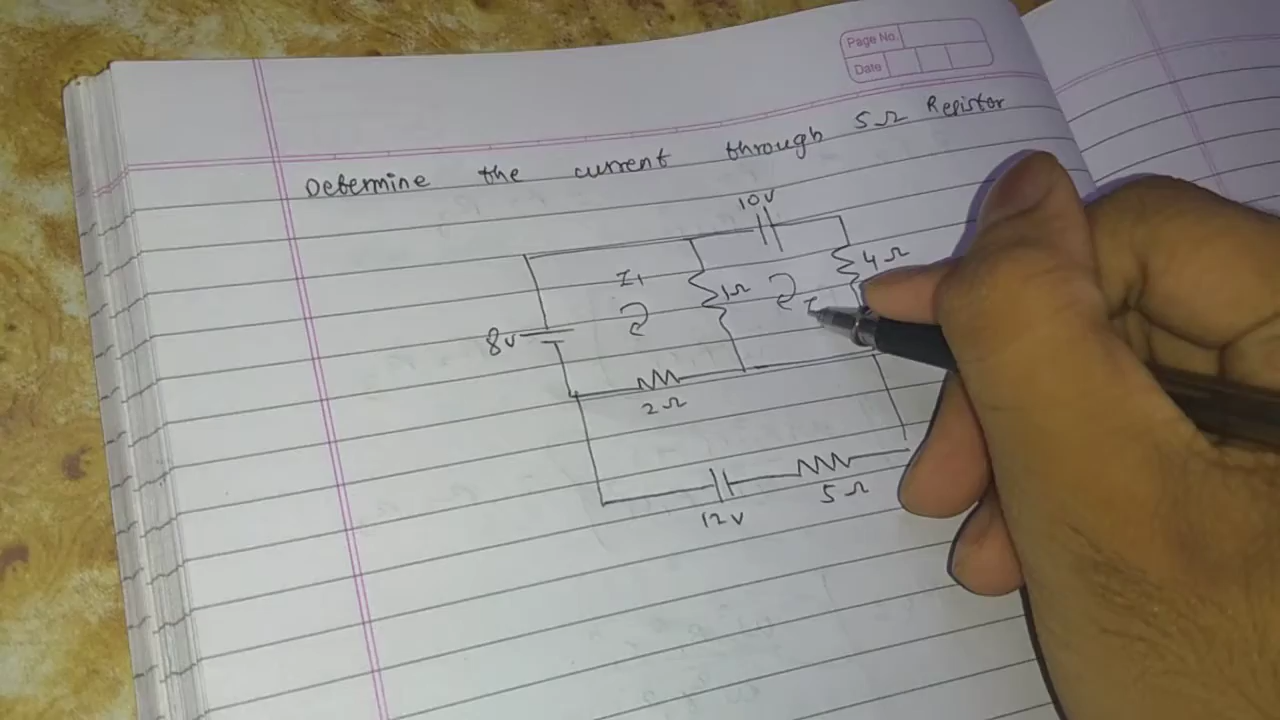 Page No.
Date
Determine the current through 5Ω Resistor
10V
I1
1Ω
4Ω
I
8v
2Ω
5Ω
12V